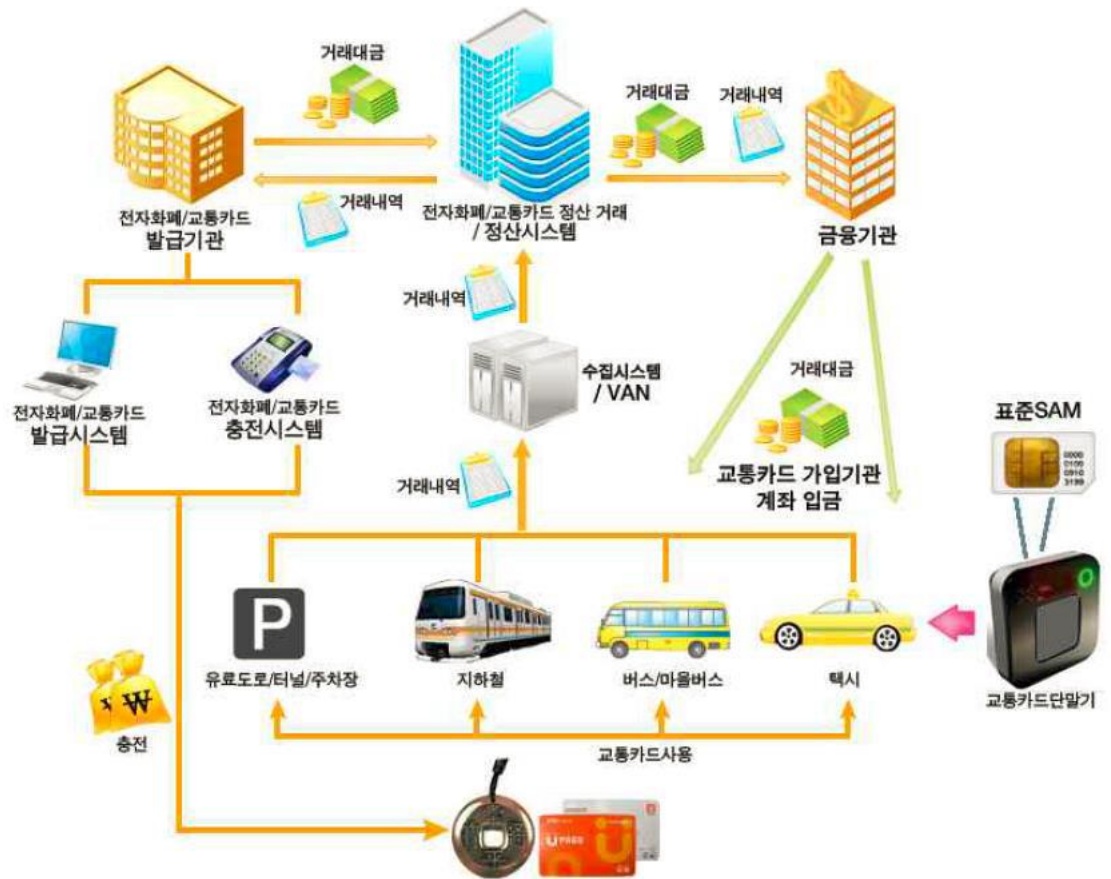 거래대금
거래대금
거래내역
거래내역
전자화폐/교통카드
발급기관
전자화폐/교통카드 정산 거래
/ 정산시스템
금융기관
거래내역
수집시스템
/ VAN
전자화폐/교통카드
발급시스템
전자화폐/교통카드
충전시스템
거래대금
표준SAM
0000
0100
0910
3199
거래내역
교통카드 가입기관
계좌 입금
P
유료도로/터널/주차장
지하철
버스/마을버스
택시
교통카드단말기
₩
충전
교통카드사용
U PASS